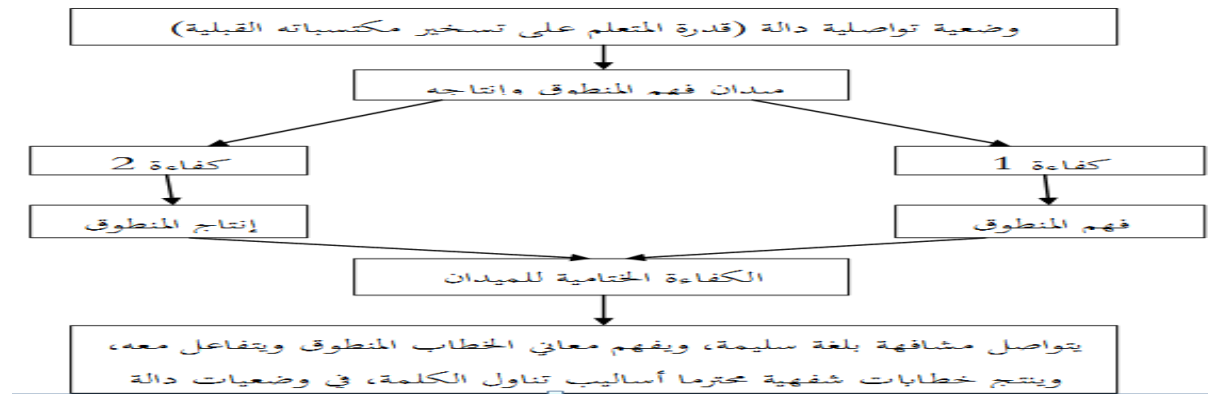 وضعية تواصلية دالة (قدرة المتعلم على تسخير مكتسباته القبلية)
ميدان فهم المنطوق وإنتاجه
كفاءة 1
كفاءة 2
فهم المنطوق
إنتاج المنطوق
الكفاءة الختامية للميدان
يتواصل مشافهة بلغة سليمة، ويفهم معاني الخطاب المنطوق ويتفاعل معه،
وينتج خطابات شفهية محترما أساليب تناول الكلمة، في وضعيات دالة